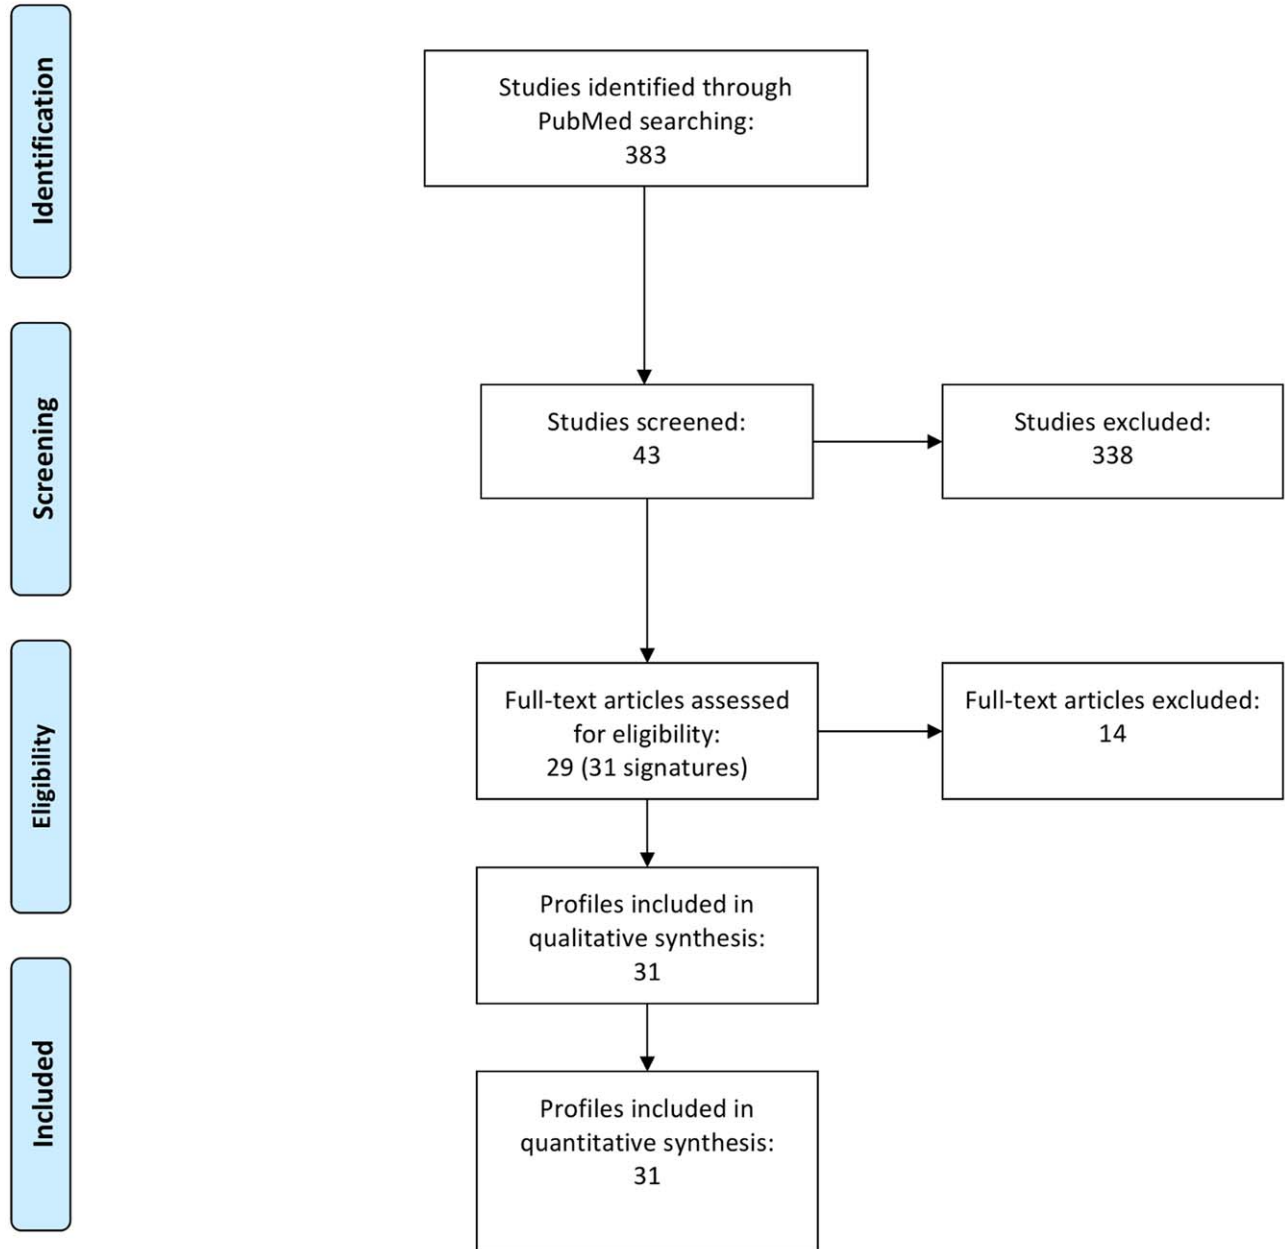 Identification
Studies identified through
PubMed searching:
383
Screening
Studies screened:
43
Studies excluded:
338
Eligibility
Full-text articles assessed
for eligibility:
29 (31 signatures)
Full-text articles excluded:
14
Profiles included in
qualitative synthesis:
31
Included
Profiles included in
quantitative synthesis:
31